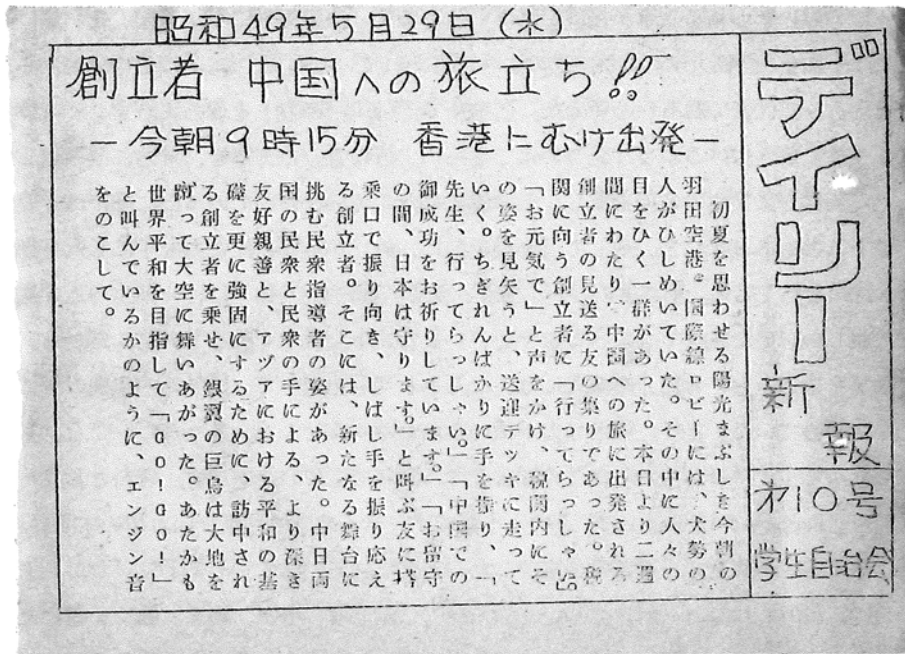 昭和49年5月29日(水)
デイリー
新報
第10号
学生自治会
創立者 中国への旅立ち!!
－今朝9時15分 香港にむけ出発－
初夏を思わせる陽光まぶしき今朝の
羽田空港。国際線ロビーには、大勢の
人がひしめいていた。その中に人々の
目をひく一群があった。本日より二週
間にわたり、中国への旅に出発される
創立者の見送る友の集りであった。税
関に向う創立者に「行ってらっしゃい」
「お元気で」と声をかけ、税関内にそ
の姿を見失うと、送迎デッキに走って
いく。ちぎれんばかりに手を振り、「
先生、行ってらっしゃい。」「中国での
御成功をお祈りしています。」「お留守
の間、日本は守ります。」と叫ぶ友に搭
乗口で振り向き、しばし手を振り応え
る創立者。そこには、新たなる舞台に
挑む民衆指導者の姿があった。中日両
国の民衆と民衆の手による、より深き
友好親善と、アヅアにおける平和の基
礎を更に強固にするために、訪中され
る創立者を乗せ、銀翼の巨鳥は大地を
蹴って大空に舞いあがった。あたかも
世界平和を目指して「GO!GO!」
と叫んでいるかのように、エンジン音
をのこして。